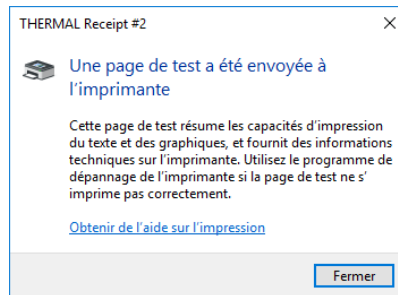 THERMAL Receipt #2
Une page de test a été envoyée à
l'imprimante
Cette page de test résume les capacités d'impression
du texte et des graphiques, et fournit des informations
techniques sur l'imprimante. Utilisez le programme de
dépannage de l'imprimante si la page de test ne s'
imprime pas correctement.
Obtenir de l'aide sur l'impression
Fermer